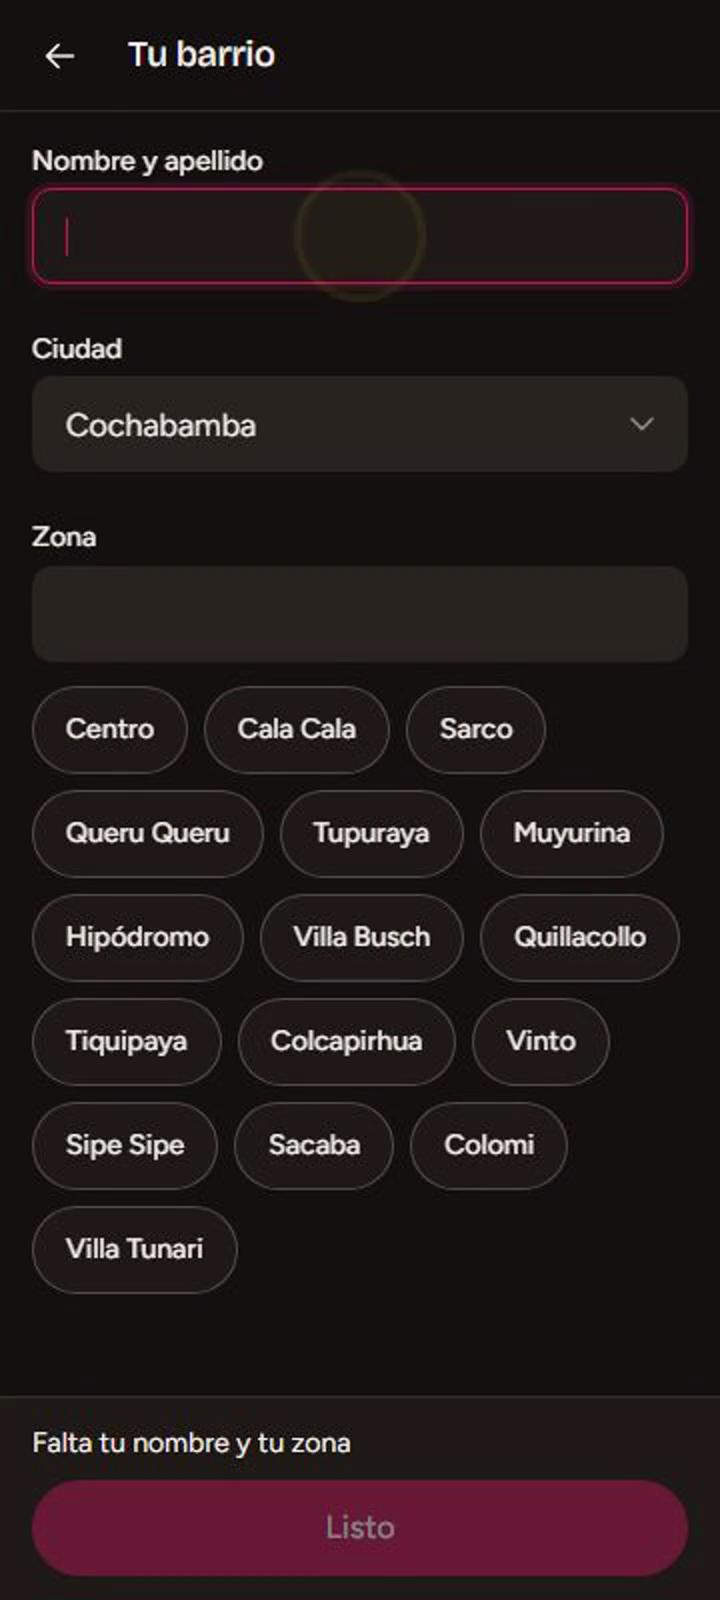 Tu barrio
Nombre y apellido
Ciudad
Cochabamba
Zona
Centro
Cala Cala
Sarco
Queru Queru
Tupuraya
Muyurina
Hipódromo
Villa Busch
Quillacollo
Tiquipaya
Colcapirhua
Vinto
Sipe Sipe
Sacaba
Colomi
Villa Tunari
Falta tu nombre y tu zona
Listo